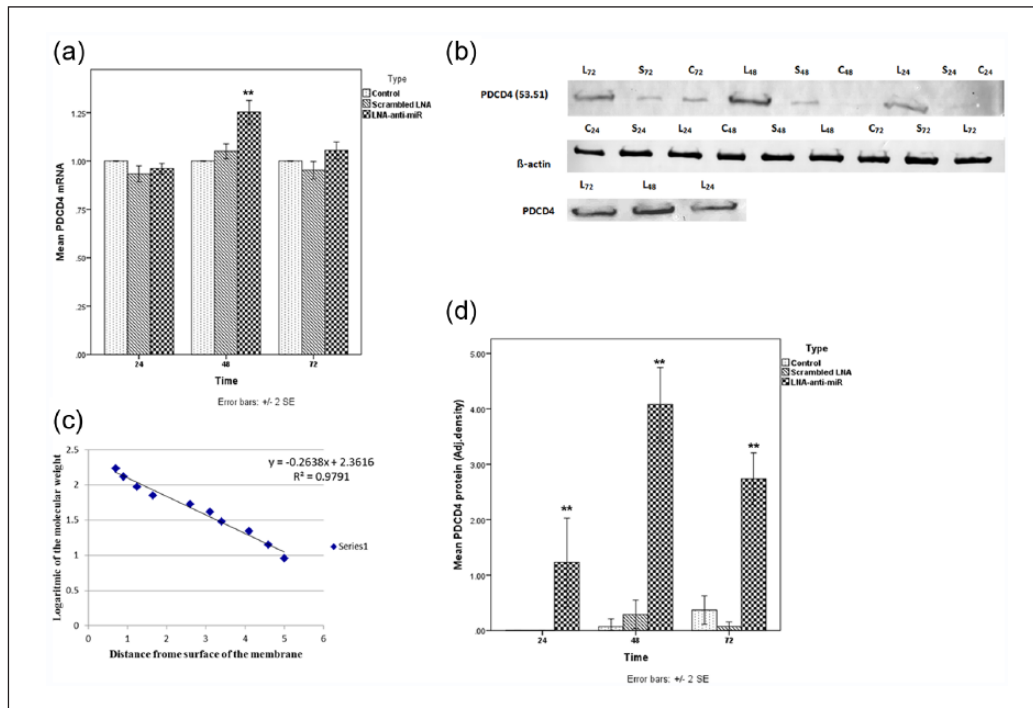 (a)
Type
Control
Scrambled LNA
LNA-anti-miR
**
1.25
1.00
.75
.50
.25
.00
Mean PDCD4 mRNA
24 48 72
Time
Error bars: +/- 2 SE
(b)
L72 S72 C72 L48 S48 C48 L24 S24 C24
PDCD4 (53.51)
C24 S24 L24 C48 S48 L48 C72 S72 L72
ß-actin
L72 L48 L24
PDCD4
(c)
2.5
2
1.5
1
0.5
0
Logaritmic of the molecular weight
y = -0.2638x + 2.3616
R² = 0.9791
Series1
0 1 2 3 4 5 6
Distance frome surface of the membrane
(d)
Type
Control
Scrambled LNA
LNA-anti-miR
5.00
4.00
3.00
2.00
1.00
.00
Mean PDCD4 protein (Adj.density)
**
**
**
24 48 72
Time
Error bars: +/- 2 SE